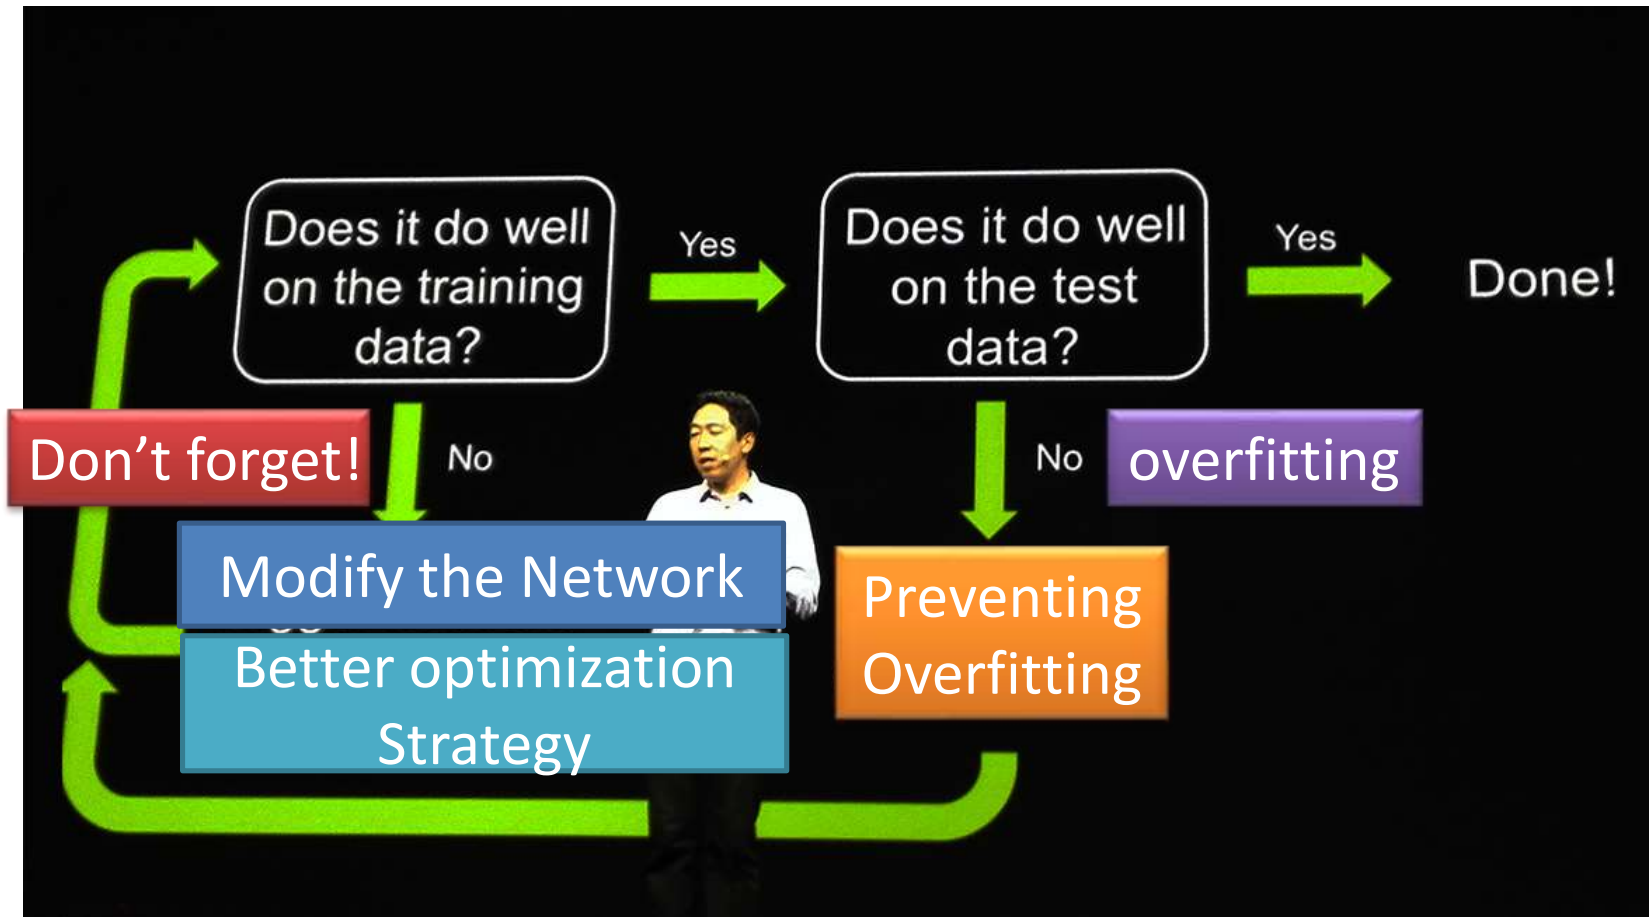 Does it do well
on the training
data?
Yes
Does it do well
on the test
data?
Yes
Done!
Don't forget!
No
No
overfitting
Modify the Network
Better optimization
Strategy
Preventing
Overfitting